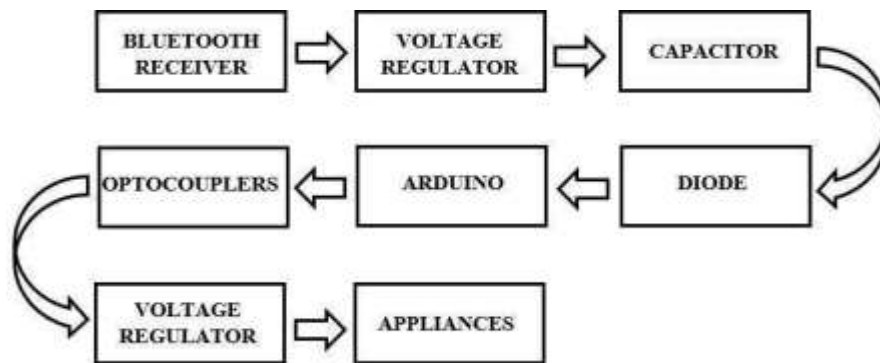 BLUETOOTH
RECEIVER
VOLTAGE
REGULATOR
CAPACITOR
OPTOCOUPLERS
ARDUINO
DIODE
VOLTAGE
REGULATOR
APPLIANCES